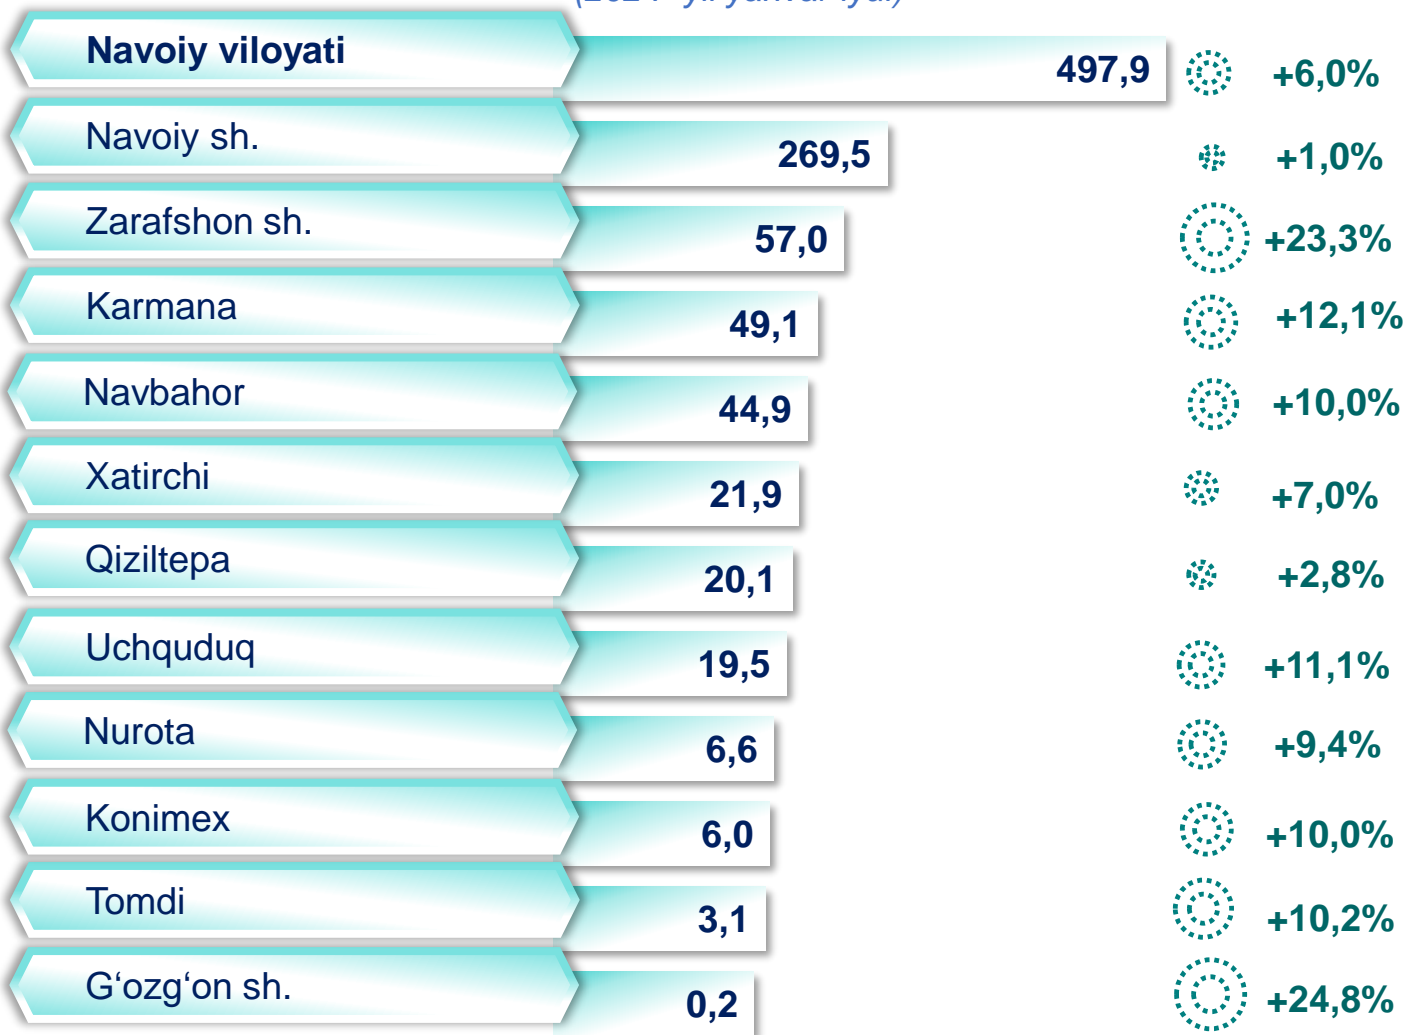 Navoiy viloyati 497,9 +6,0%
Navoiy sh. 269,5 +1,0%
Zarafshon sh. 57,0 +23,3%
Karmana 49,1 +12,1%
Navbahor 44,9 +10,0%
Xatirchi 21,9 +7,0%
Qiziltepa 20,1 +2,8%
Uchquduq 19,5 +11,1%
Nurota 6,6 +9,4%
Konimex 6,0 +10,0%
Tomdi 3,1 +10,2%
G‘ozg‘on sh. 0,2 +24,8%